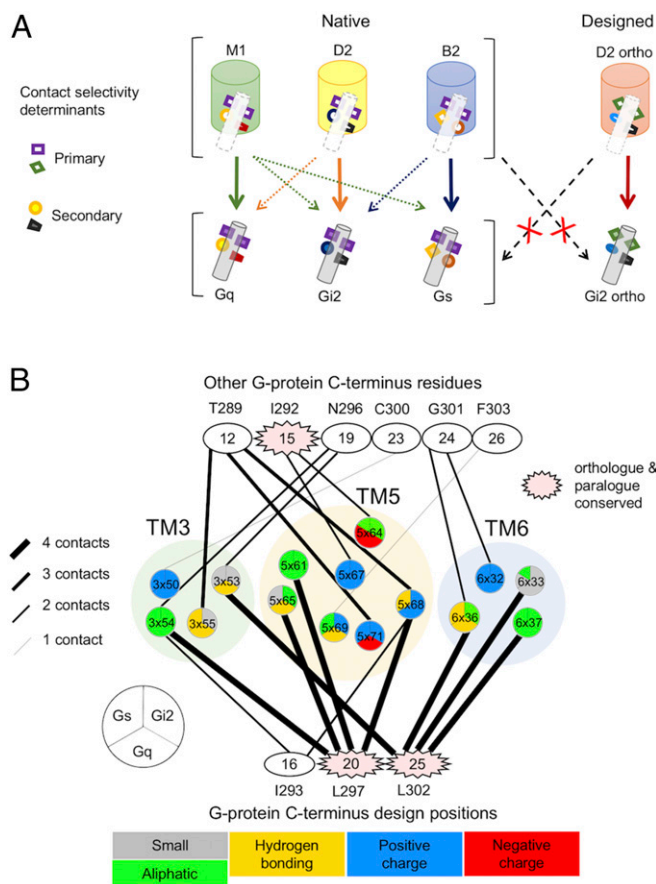 A
Native
Designed
M1
D2
B2
D2 ortho
Contact selectivity
determinants
Primary
Secondary
Gq
Gi2
Gs
Gi2 ortho
B
Other G-protein C-terminus residues
T289
I292
N296
C300
G301
F303
12
15
19
23
24
26
orthologue &
paralogue
conserved
TM3
TM5
TM6
4 contacts
3 contacts
2 contacts
1 contact
5x64
3x50
3x53
5x61
5x67
6x32
6x33
3x54
3x55
5x65
5x69
5x71
5x68
6x36
6x37
Gs
Gi2
Gq
16
20
25
I293
L297
L302
G-protein C-terminus design positions
Small
Aliphatic
Hydrogen
bonding
Positive
charge
Negative
charge